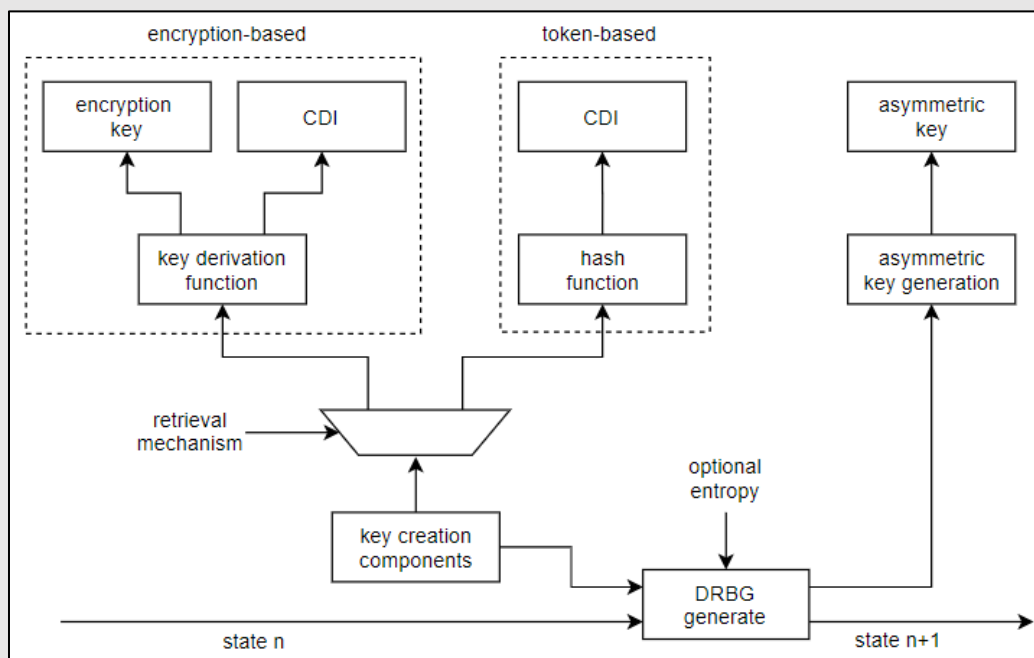 encryption-based
token-based
encryption
key
CDI
CDI
asymmetric
key
key derivation
function
hash
function
asymmetric
key generation
retrieval
mechanism
optional
entropy
key creation
components
DRBG
generate
state n
state n+1